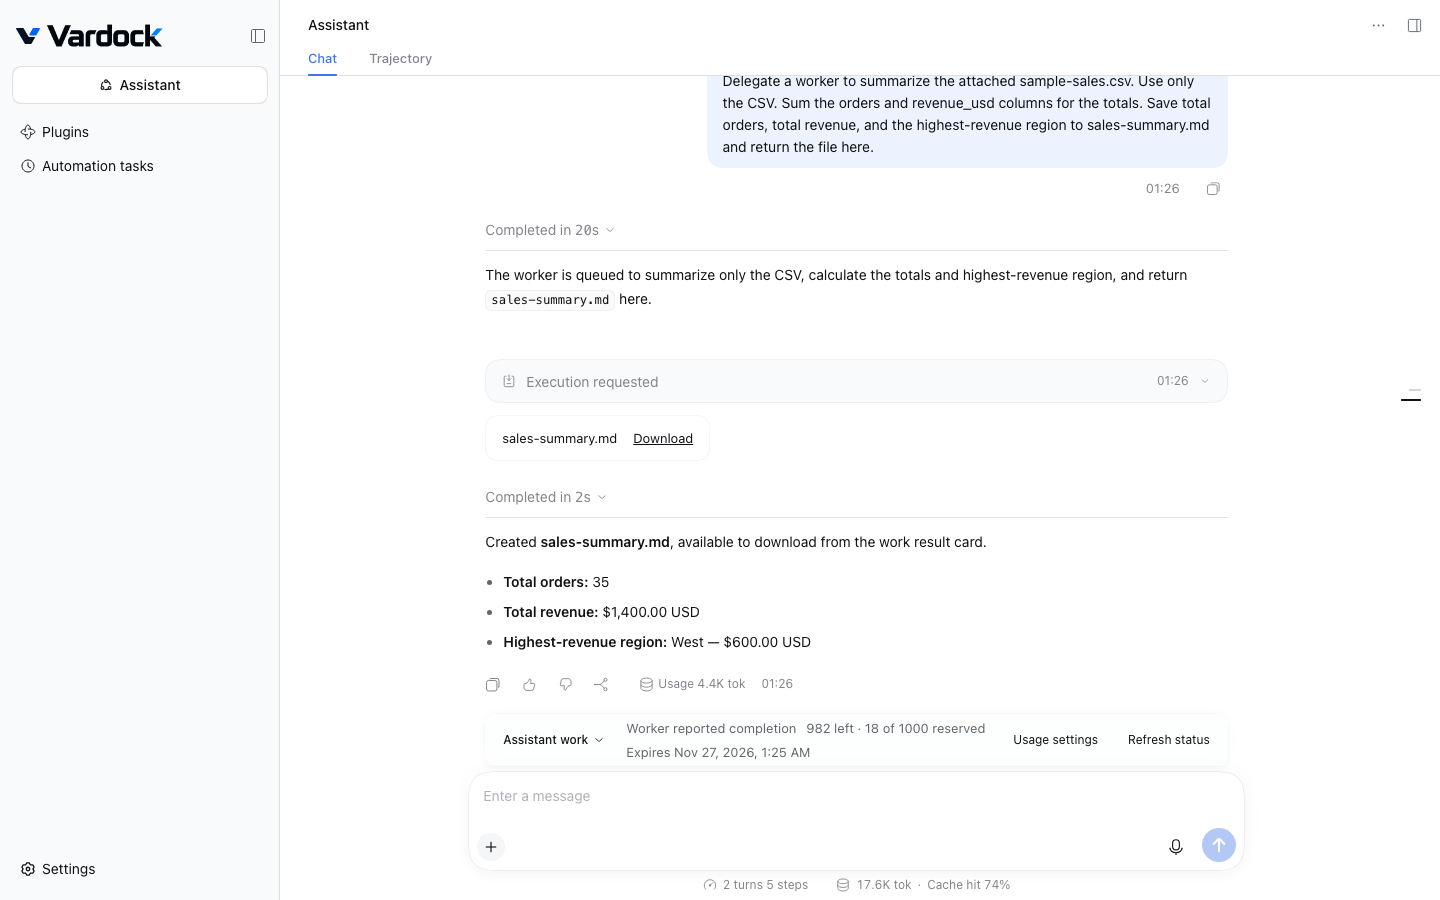 Vardock
Assistant
Plugins
Automation tasks
Settings
Assistant
Chat
Trajectory
Delegate a worker to summarize the attached sample-sales.csv. Use only
the CSV. Sum the orders and revenue_usd columns for the totals. Save total
orders, total revenue, and the highest-revenue region to sales-summary.md
and return the file here.
01:26
Completed in 20s
The worker is queued to summarize only the CSV, calculate the totals and highest-revenue region, and return
sales-summary.md here.
Execution requested
01:26
sales-summary.md Download
Completed in 2s
Created sales-summary.md, available to download from the work result card.
Total orders: 35
Total revenue: $1,400.00 USD
Highest-revenue region: West — $600.00 USD
Usage 4.4K tok 01:26
Assistant work
Worker reported completion 982 left · 18 of 1000 reserved
Expires Nov 27, 2026, 1:25 AM
Usage settings
Refresh status
Enter a message
2 turns 5 steps
17.6K tok · Cache hit 74%